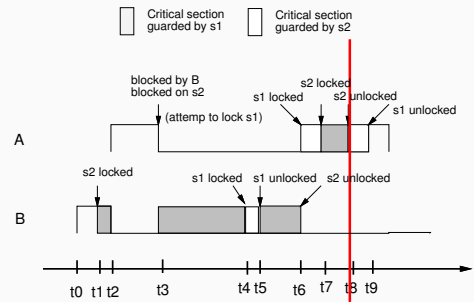 Critical section
guarded by s1
Critical section
guarded by s2
blocked by B
blocked on s2
(attemp to lock s1)
s2 locked
s1 locked
s2 unlocked
s1 unlocked
A
s2 locked
s1 locked
s1 unlocked
s2 unlocked
B
t0 t1 t2 t3 t4 t5 t6 t7 t8 t9